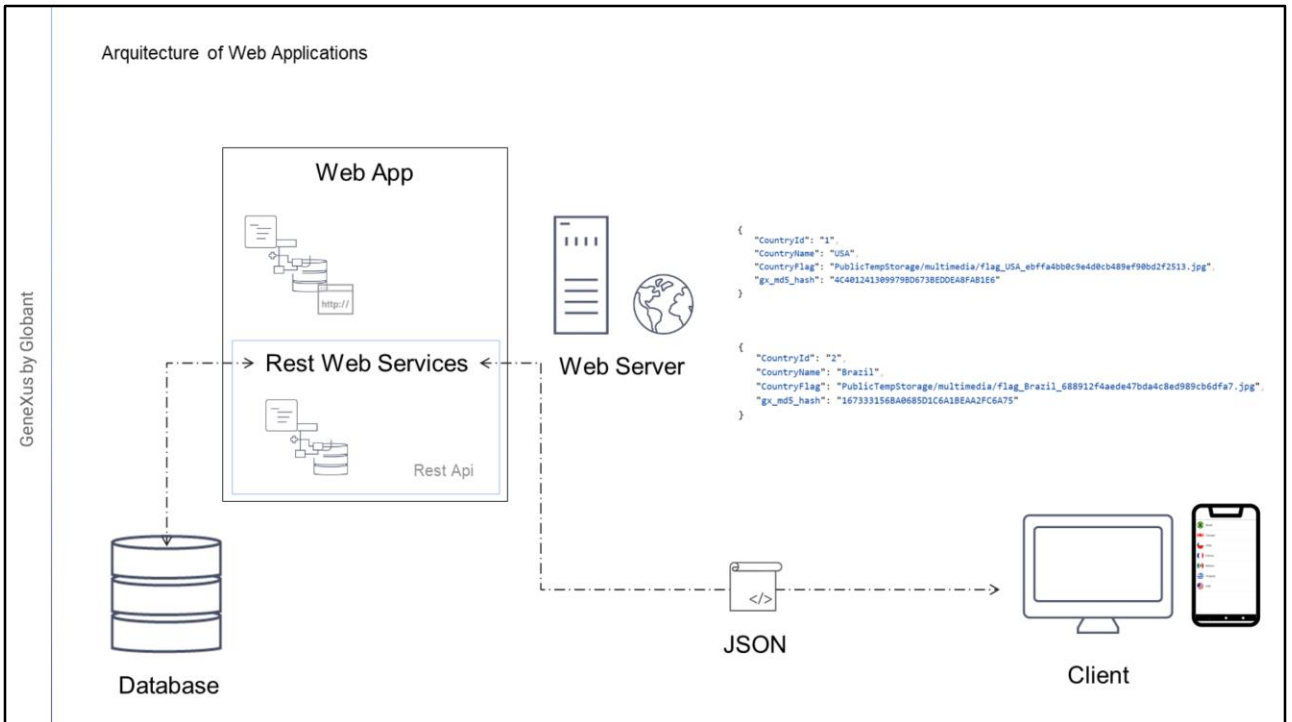 Arquitecture of Web Applications
GeneXus by Globant
Web App
http://
Rest Web Services
Rest Api
Web Server
{
"CountryId": "1",
"CountryName": "USA",
"CountryFlag": "PublicTempStorage/multimedia/flag_USA_ebffa4bb0c9e4d0cb489ef90bd2f2513.jpg",
"gx_md5_hash": "4C401241309979BD673BEDDEA8FAB1E6"
}
{
"CountryId": "2",
"CountryName": "Brazil",
"CountryFlag": "PublicTempStorage/multimedia/flag_Brazil_688912f4aede47bda4c8ed989cb6dfa7.jpg",
"gx_md5_hash": "167333156BA0685D1C6A1BEAA2FC6A75"
}
</>
JSON
Database
Client